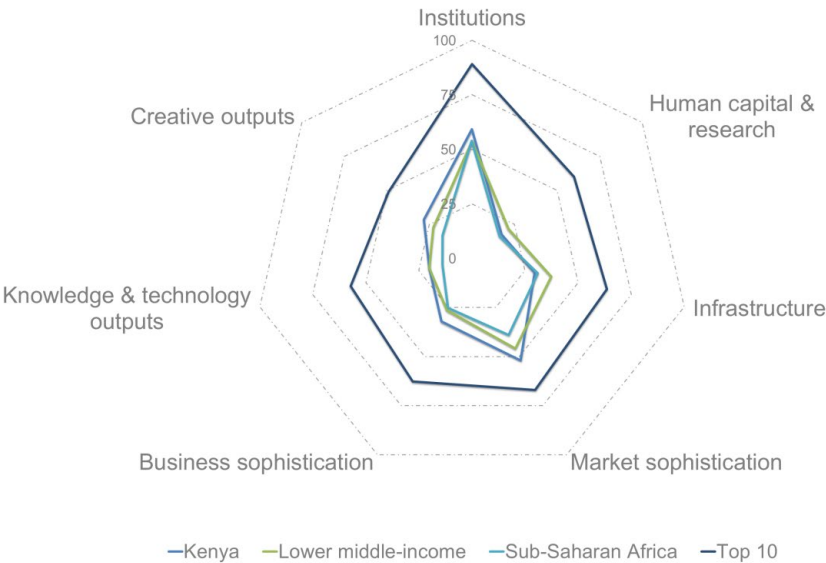 Institutions
100
75
50
25
0
Human capital &
research
Infrastructure
Market sophistication
Business sophistication
Knowledge & technology
outputs
Creative outputs
Kenya
Lower middle-income
Sub-Saharan Africa
Top 10